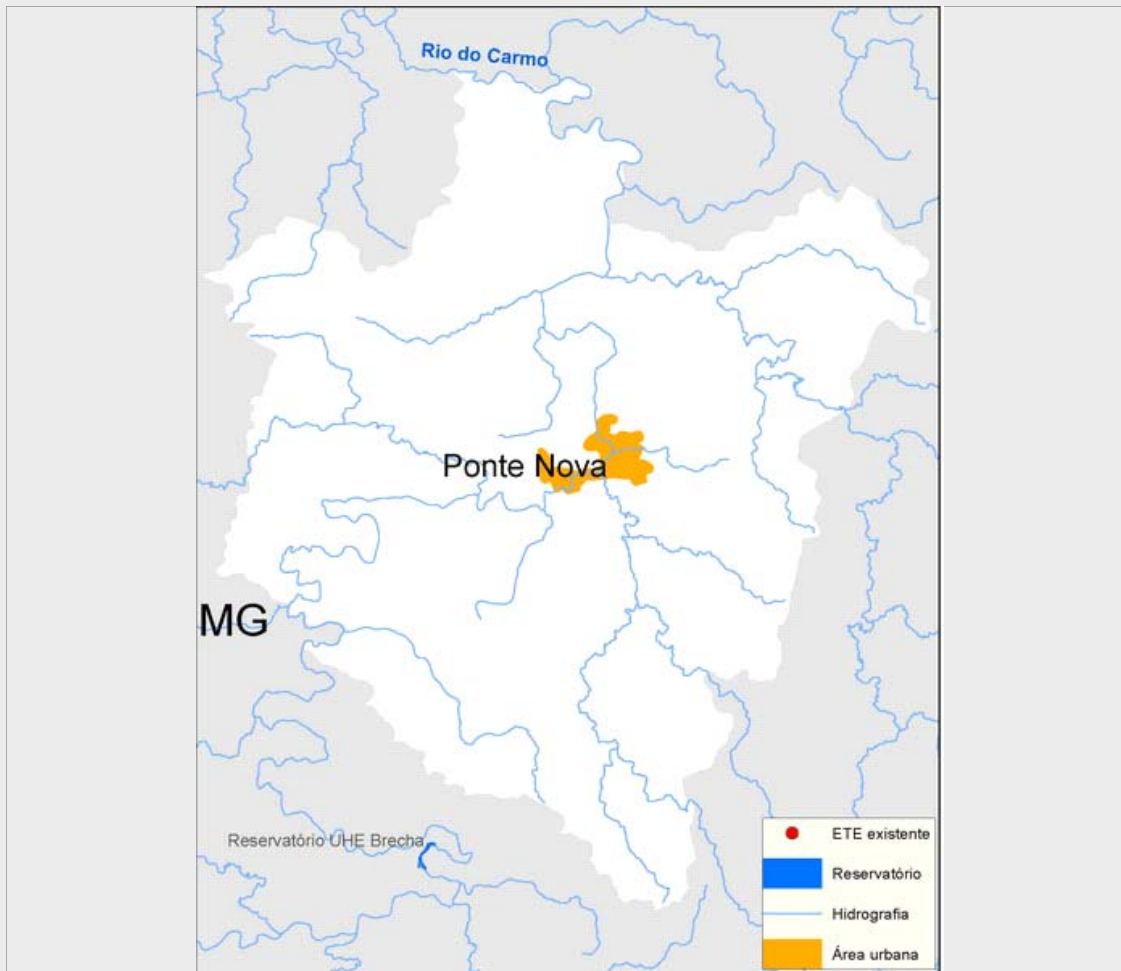 Rio do Carmo
Ponte Nova
MG
Reservatório UHE Brecha
ETE existente
Reservatório
Hidrografia
Área urbana